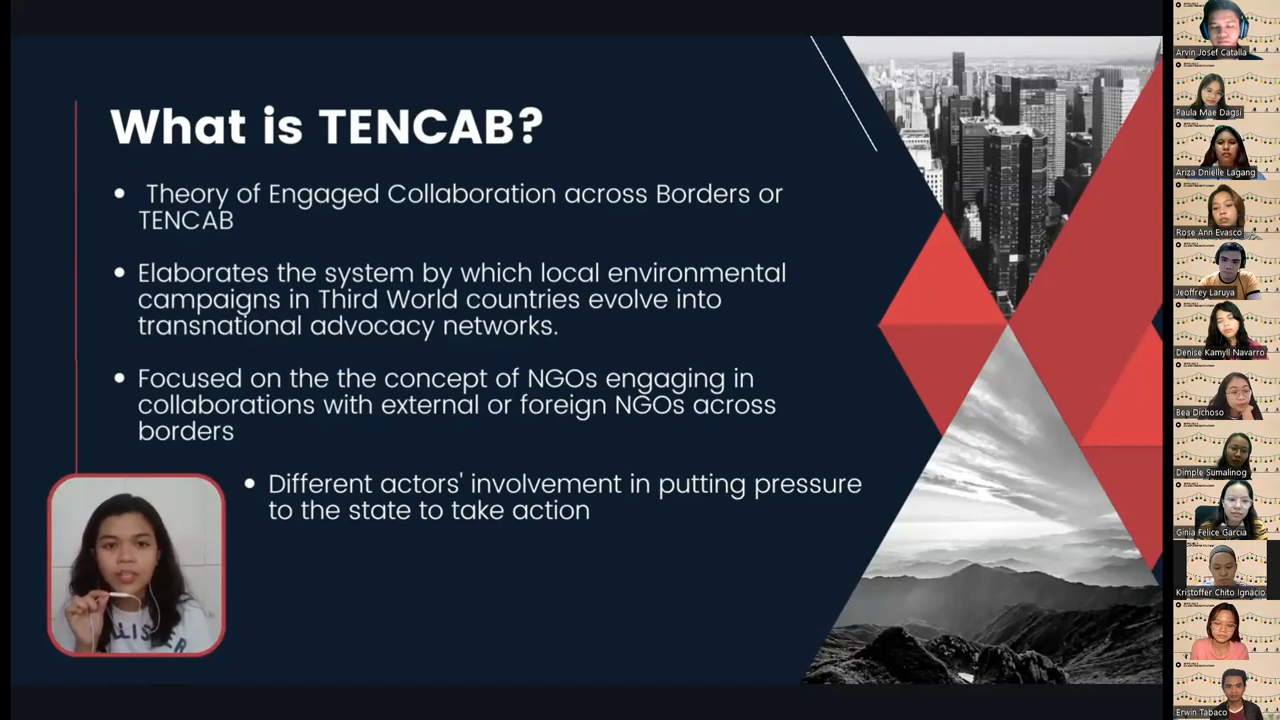 What is TENCAB?
• Theory of Engaged Collaboration across Borders or
TENCAB
• Elaborates the system by which local environmental
campaigns in Third World countries evolve into
transnational advocacy networks.
• Focused on the the concept of NGOs engaging in
collaborations with external or foreign NGOs across
borders
• Different actors' involvement in putting pressure
to the state to take action
Arvin Josef Catalla
Paula Mae Dagsi
Ariza Dnielle Lagang
Rose Ann Evasco
Jeoffrey Laruya
Denise Kamyll Navarro
Bea Dichoso
Dimple Sumalinog
Ginia Felice Garcia
Kristoffer Chito Ignacio
Erwin Tabaco